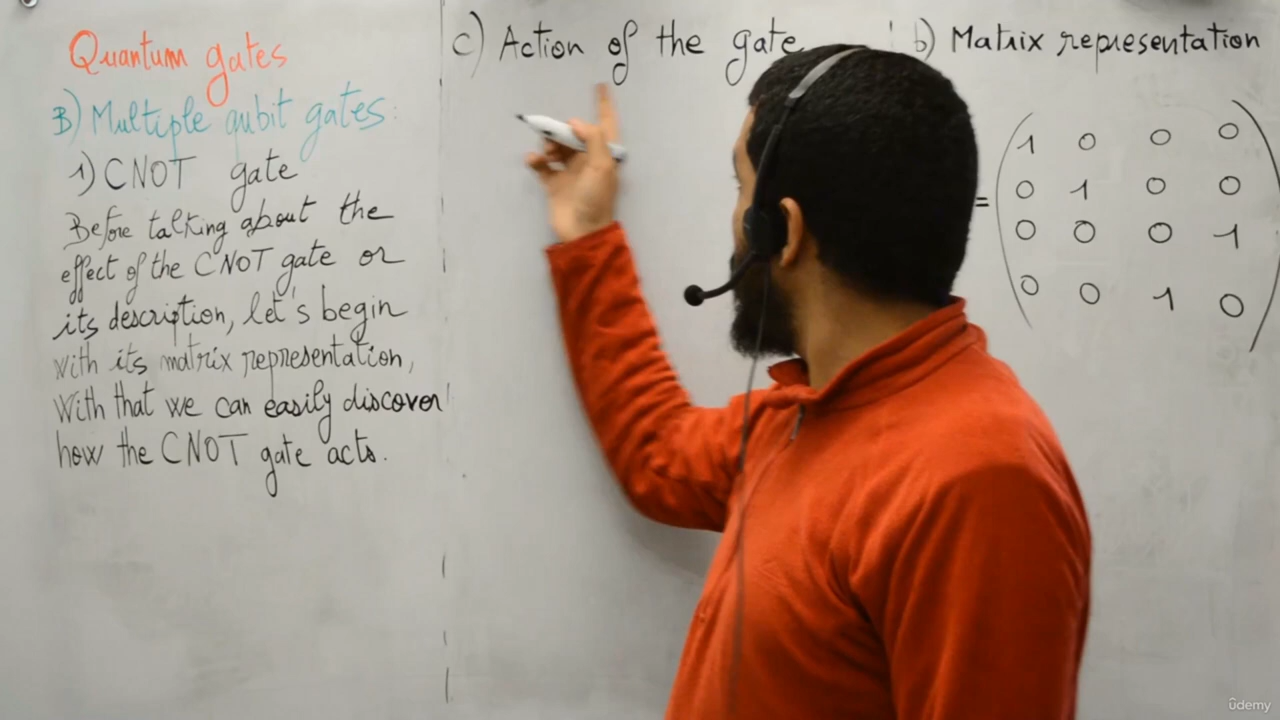 Quantum gates
B) Multiple qubit gates:
1) CNOT gate
Before talking about the
effect of the CNOT gate or
its description, let's begin
with its matrix representation,
With that we can easily discover
how the CNOT gate acts.
c) Action of the gate
b) Matrix representation
= 
1 0 0 0
0 1 0 0
0 0 0 1
0 0 1 0
ûdemy